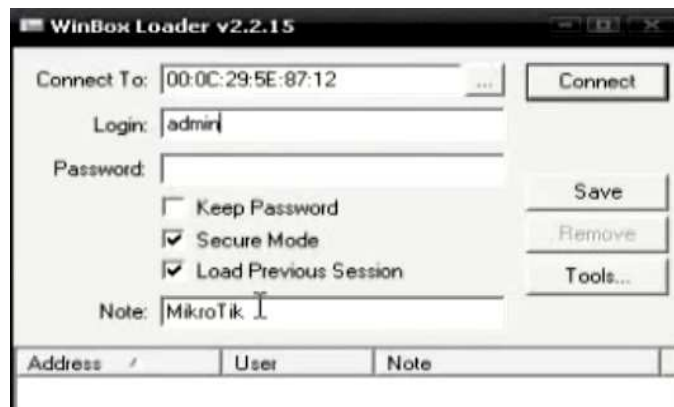 WinBox Loader v2.2.15
Connect To: 00:0C:29:5E:87:12 ... Connect
Login: admin
Password:
Keep Password
Save
Secure Mode
Remove
Load Previous Session
Tools...
Note: MikroTik
Address User Note